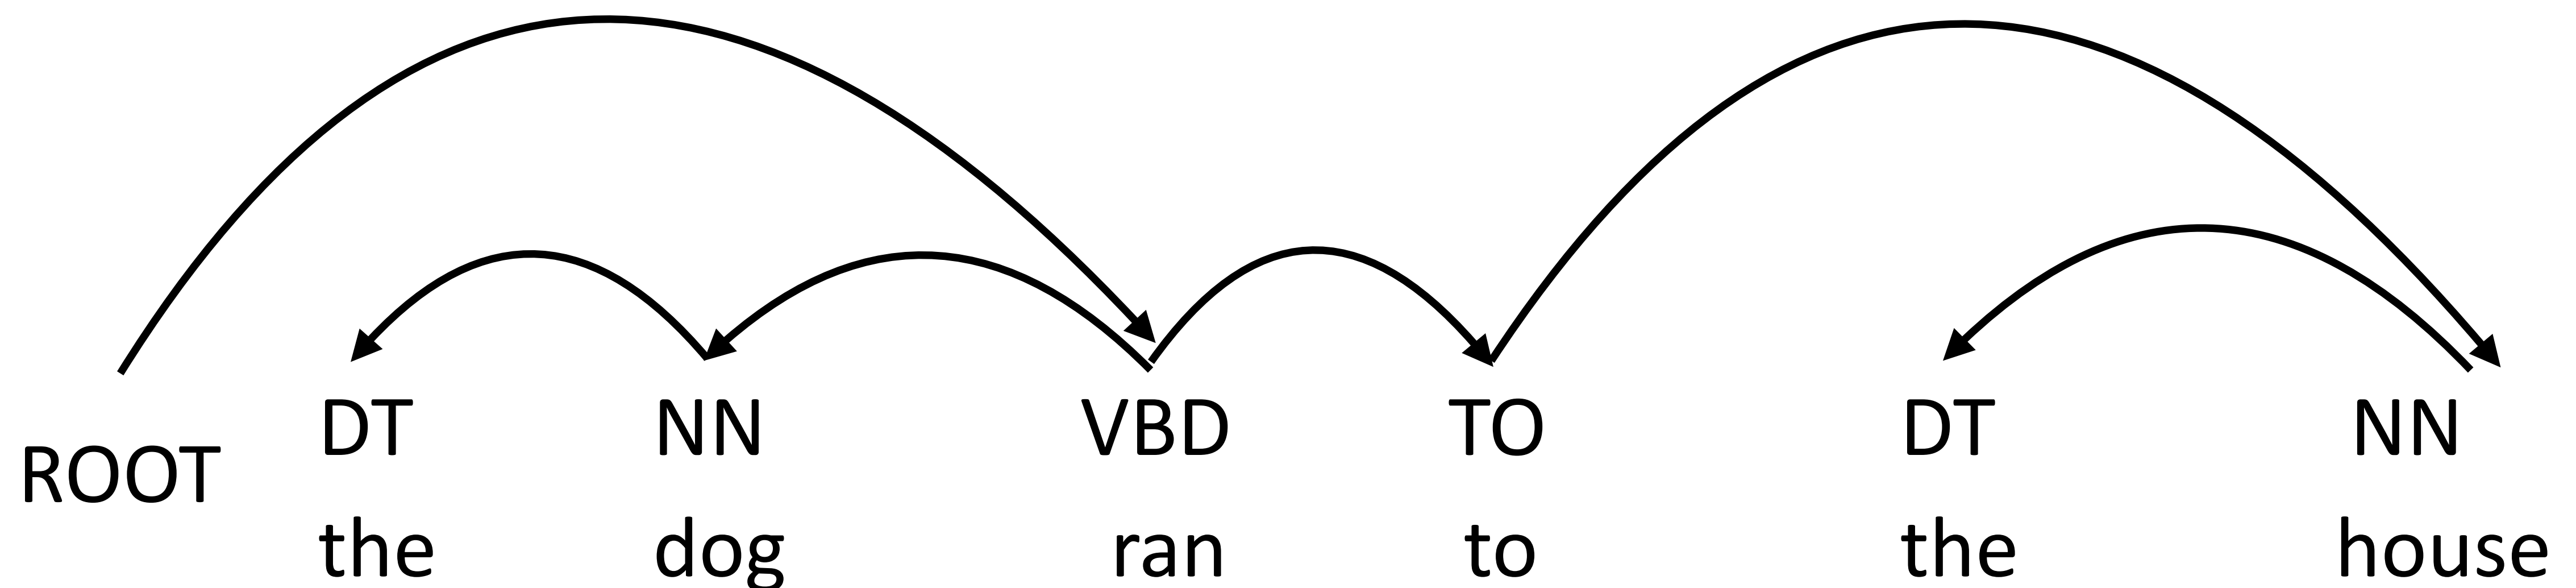 DT NN VBD TO DT NN
ROOT
the dog ran to the house